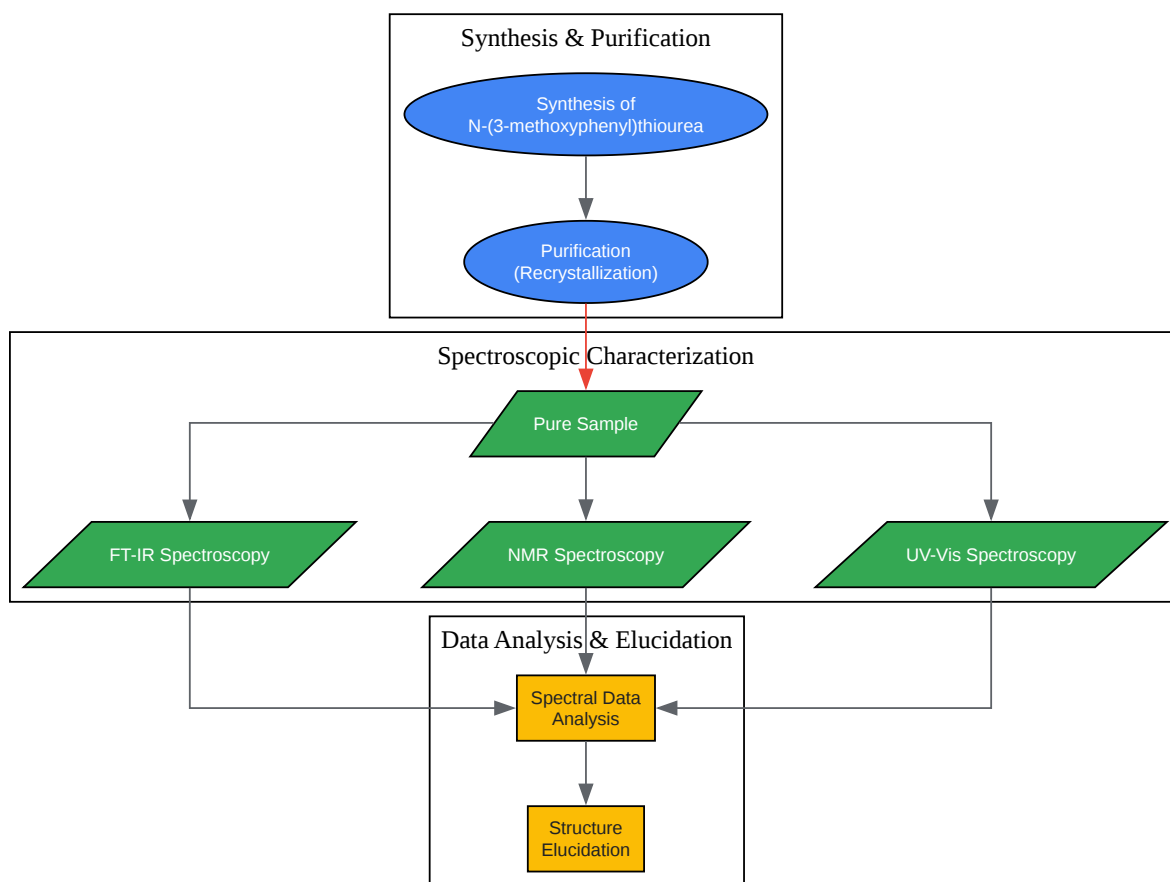 Synthesis & Purification
Synthesis of
N-(3-methoxyphenyl)thiourea
Purification
(Recrystallization)
Spectroscopic Characterization
Pure Sample
FT-IR Spectroscopy
NMR Spectroscopy
UV-Vis Spectroscopy
Data Analysis & Elucidation
Spectral Data
Analysis
Structure
Elucidation